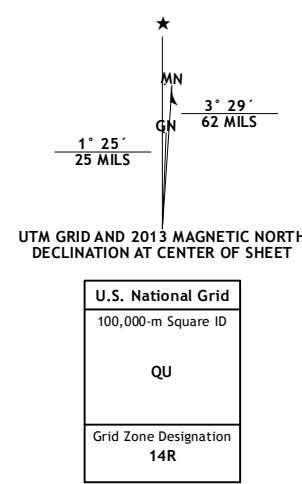 ★
MN
3° 29´
GN
62 MILS
1° 25´
25 MILS
UTM GRID AND 2013 MAGNETIC NORTH
DECLINATION AT CENTER OF SHEET
U.S. National Grid
100,000-m Square ID
QU
Grid Zone Designation
14R